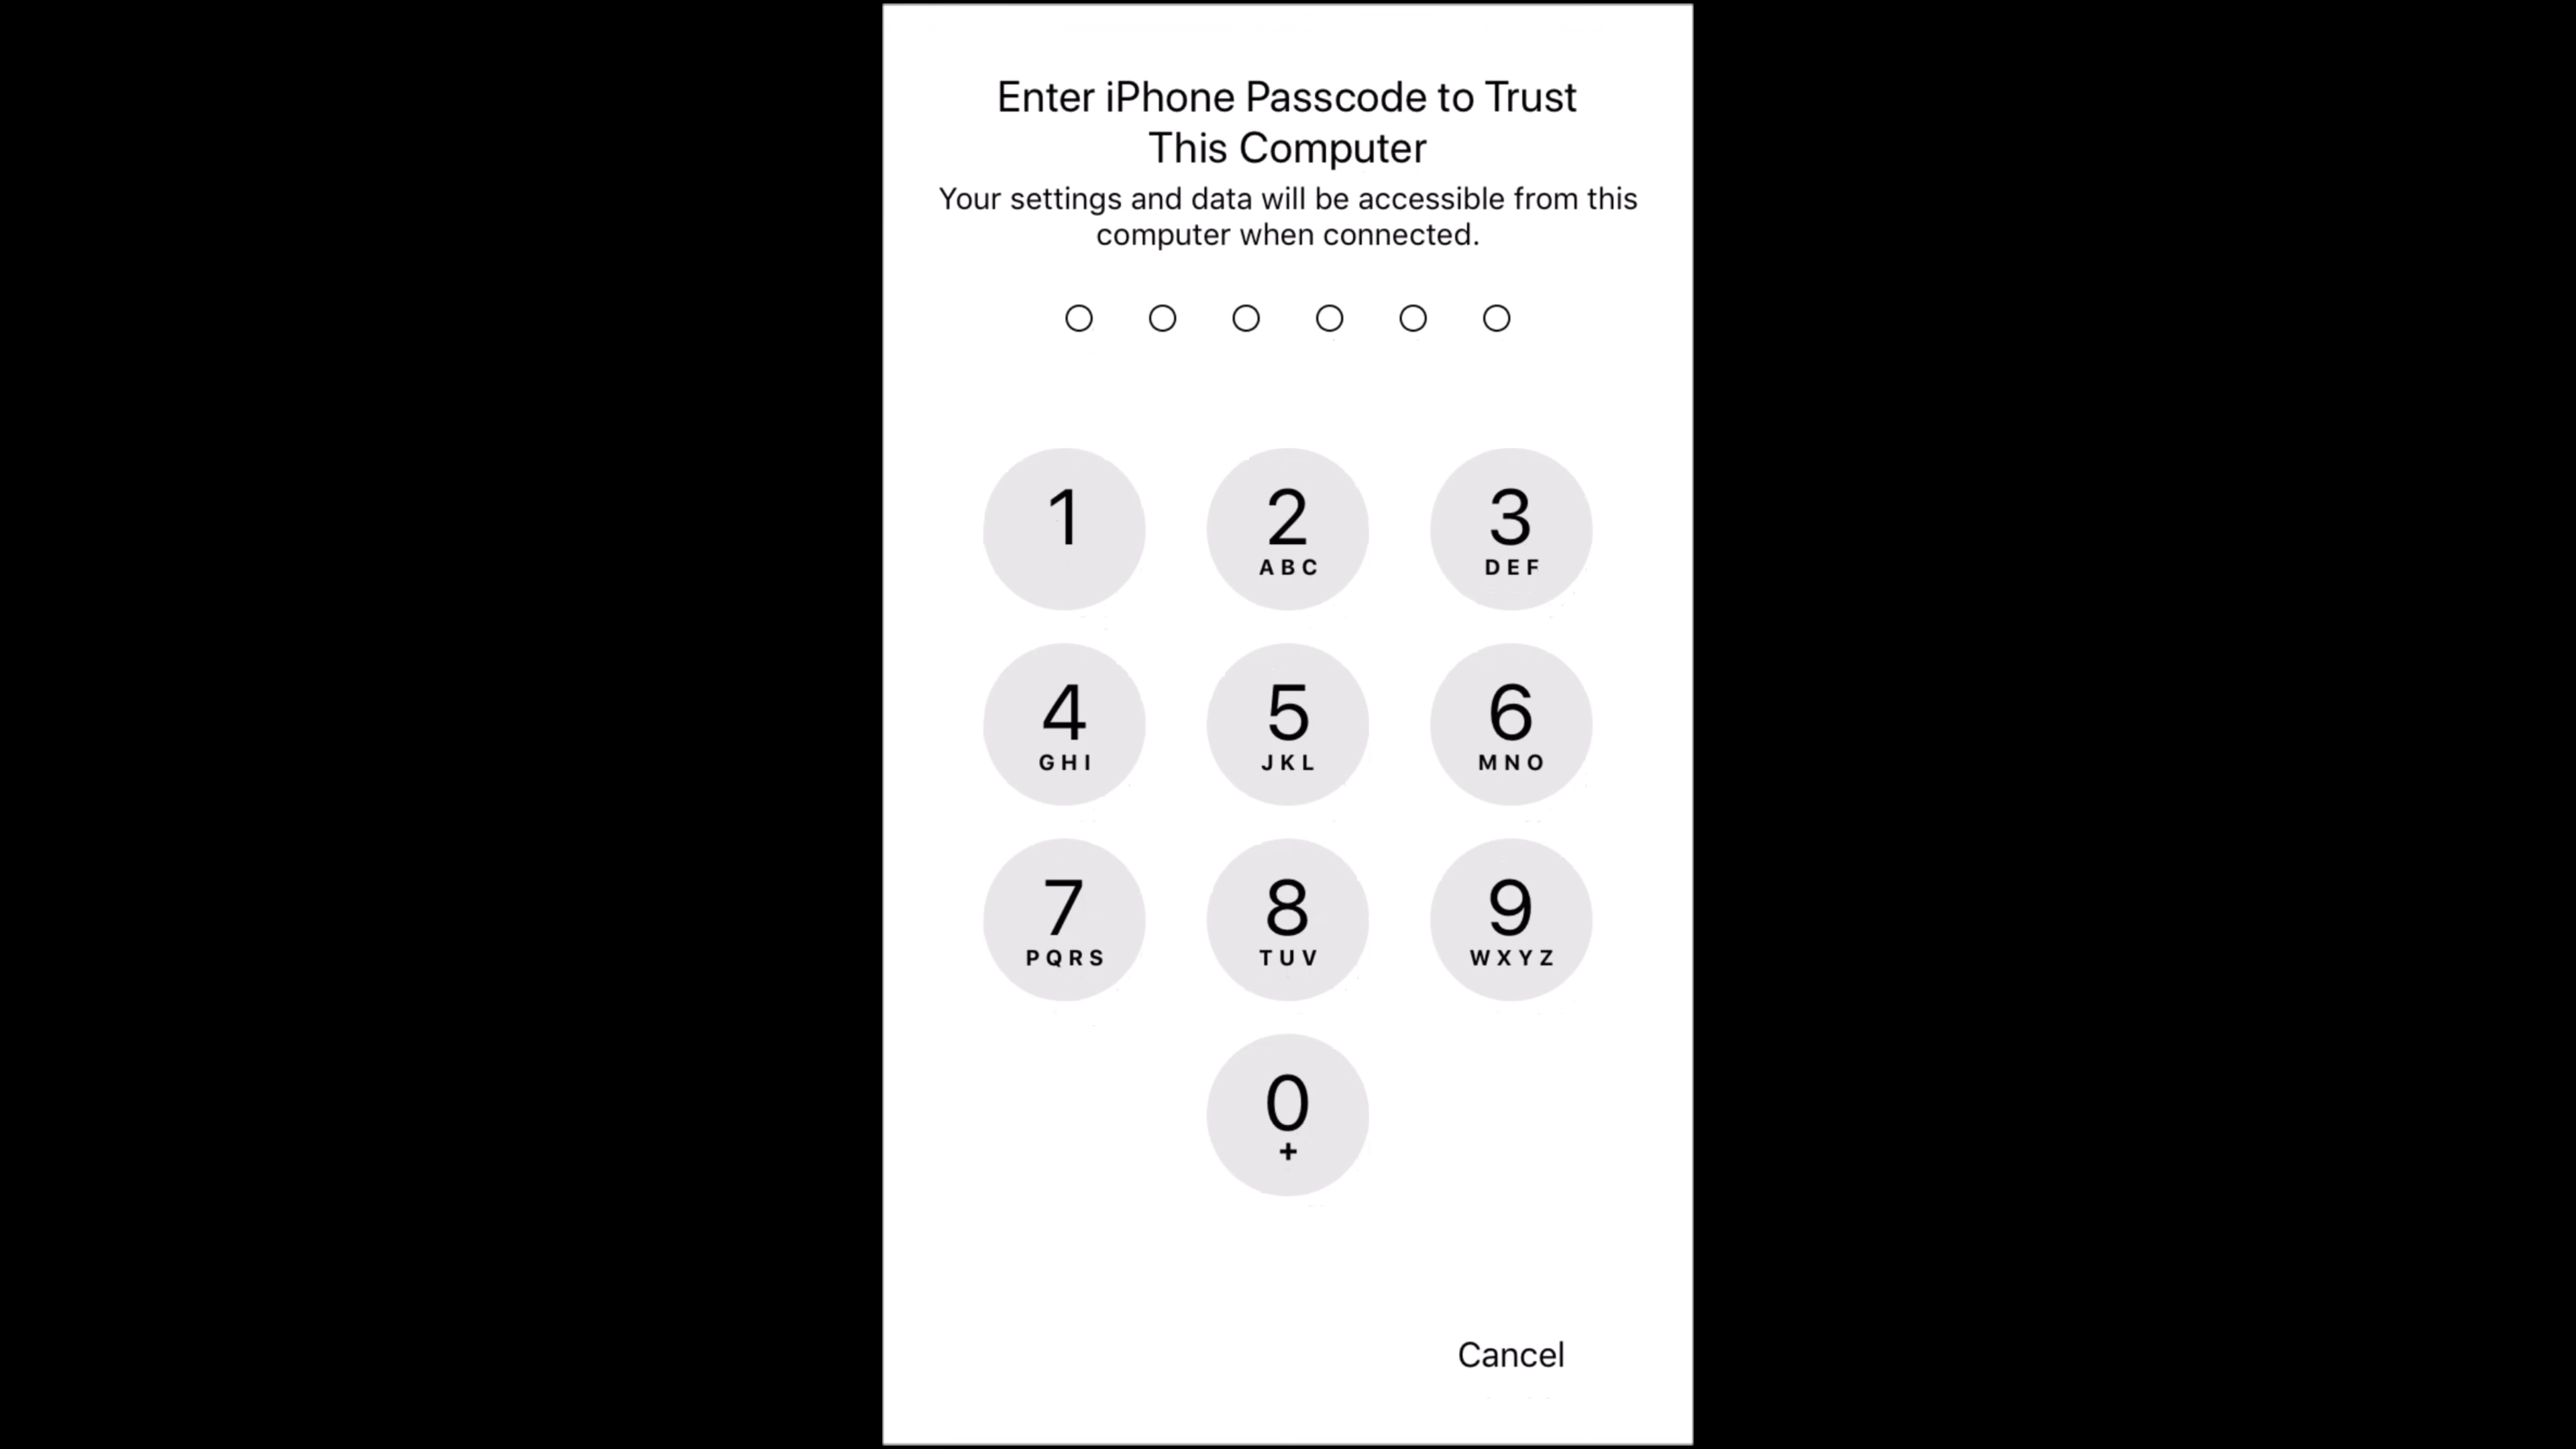 Enter iPhone Passcode to Trust
This Computer
Your settings and data will be accessible from this
computer when connected.
1 2 3
ABC DEF
4 5 6
GHI JKL MNO
7 8 9
PQRS TUV WXYZ
0
+
Cancel